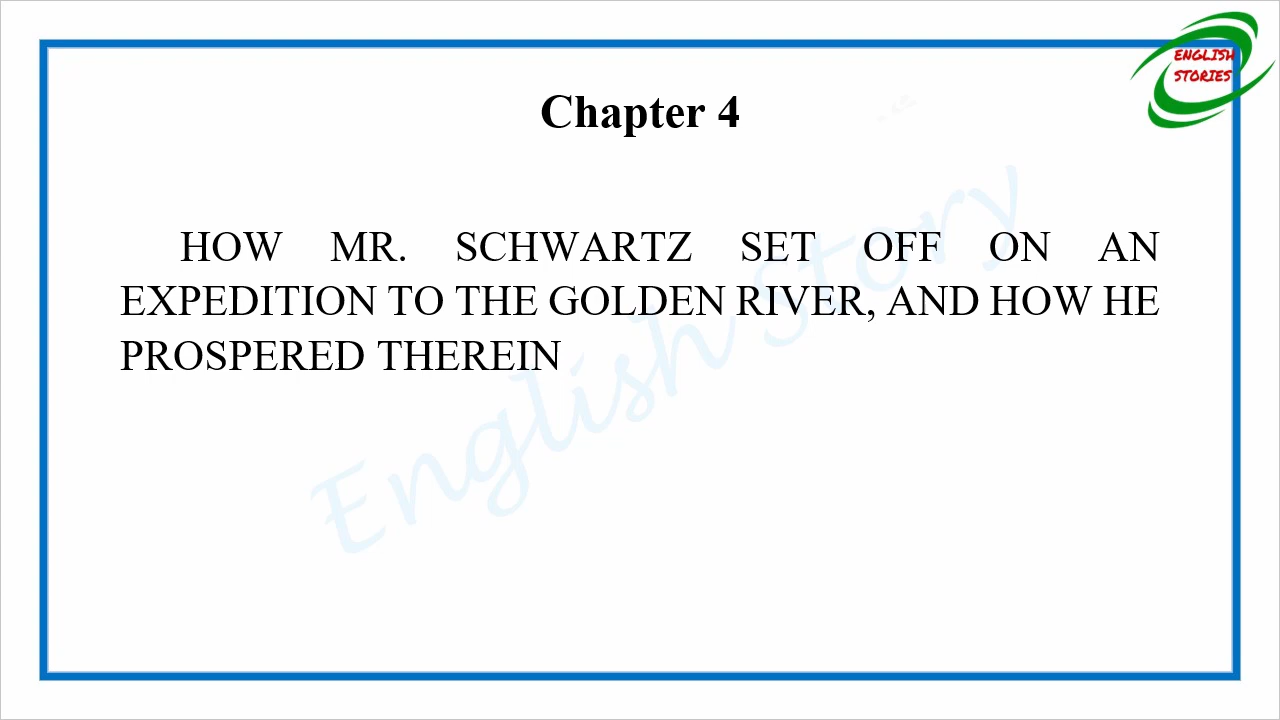 ENGLISH
STORIES
Chapter 4
HOW MR. SCHWARTZ SET OFF ON AN
EXPEDITION TO THE GOLDEN RIVER, AND HOW HE
PROSPERED THEREIN
English Story